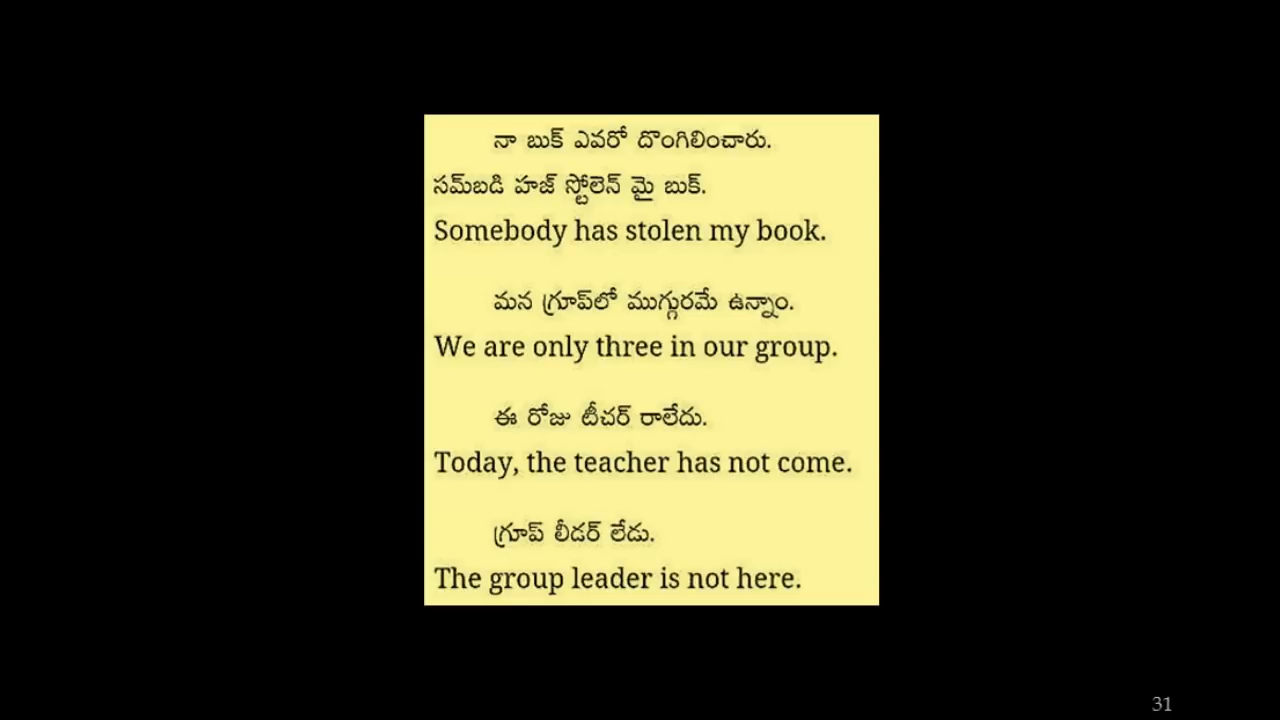 నా బుక్ ఎవరో దొంగిలించారు.
సమ్‌బడి హజ్ స్టోలెన్ మై బుక్.
Somebody has stolen my book.
మన గ్రూప్‌లో ముగ్గురమే ఉన్నాం.
We are only three in our group.
ఈ రోజు టీచర్ రాలేదు.
Today, the teacher has not come.
గ్రూప్ లీడర్ లేడు.
The group leader is not here.
31